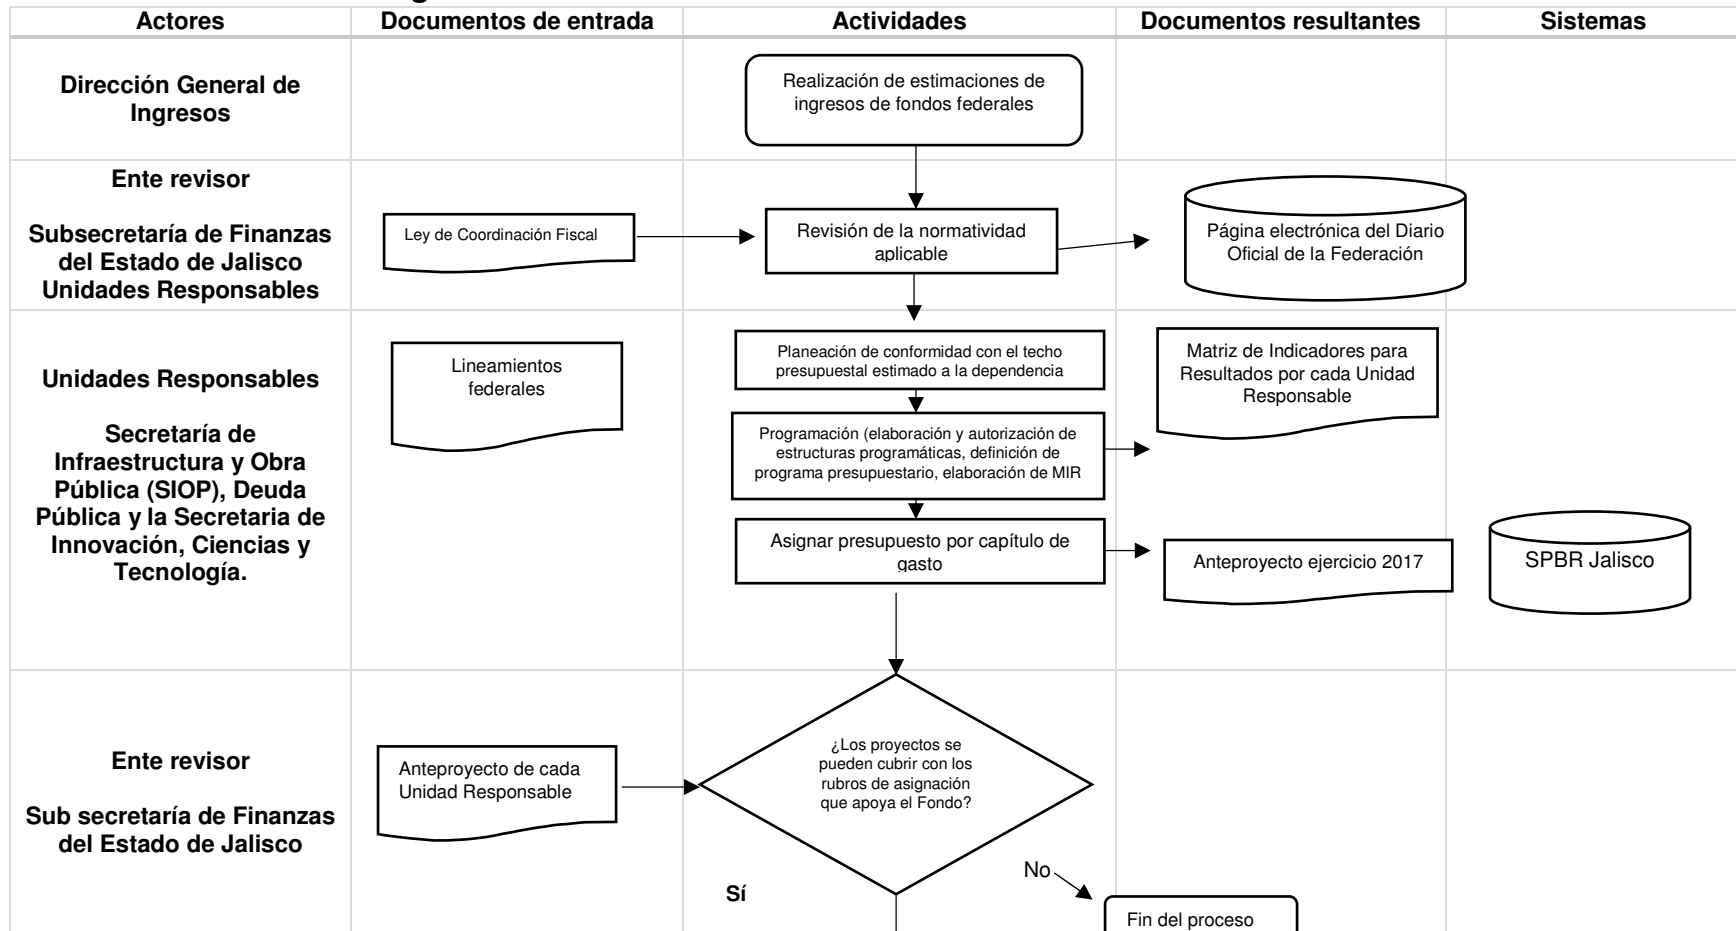 Actores
Documentos de entrada
Actividades
Documentos resultantes
Sistemas
Dirección General de
Ingresos
Realización de estimaciones de
ingresos de fondos federales
Ente revisor
Subsecretaría de Finanzas
del Estado de Jalisco
Unidades Responsables
Ley de Coordinación Fiscal
Revisión de la normatividad
aplicable
Página electrónica del Diario
Oficial de la Federación
Unidades Responsables
Secretaría de
Infraestructura y Obra
Pública (SIOP), Deuda
Pública y la Secretaria de
Innovación, Ciencias y
Tecnología.
Lineamientos
federales
Planeación de conformidad con el techo
presupuestal estimado a la dependencia
Programación (elaboración y autorización de
estructuras programáticas, definición de
programa presupuestario, elaboración de MIR
Asignar presupuesto por capítulo de
gasto
Matriz de Indicadores para
Resultados por cada Unidad
Responsable
Anteproyecto ejercicio 2017
SPBR Jalisco
Ente revisor
Sub secretaría de Finanzas
del Estado de Jalisco
Anteproyecto de cada
Unidad Responsable
¿Los proyectos se
pueden cubrir con los
rubros de asignación
que apoya el Fondo?
Sí
No
Fin del proceso